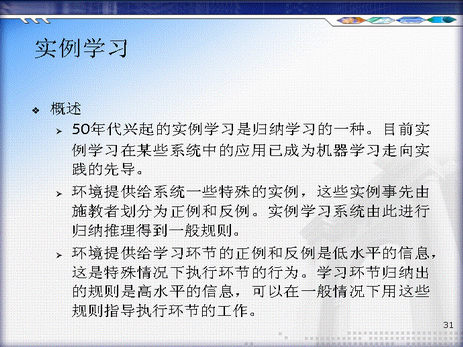 实例学习
概述
50年代兴起的实例学习是归纳学习的一种。目前实
例学习在某些系统中的应用已成为机器学习走向实
践的先导。
环境提供给系统一些特殊的实例，这些实例事先由
施教者划分为正例和反例。实例学习系统由此进行
归纳推理得到一般规则。
环境提供给学习环节的正例和反例是低水平的信息，
这是特殊情况下执行环节的行为。学习环节归纳出
的规则是高水平的信息，可以在一般情况下用这些
规则指导执行环节的工作。
31